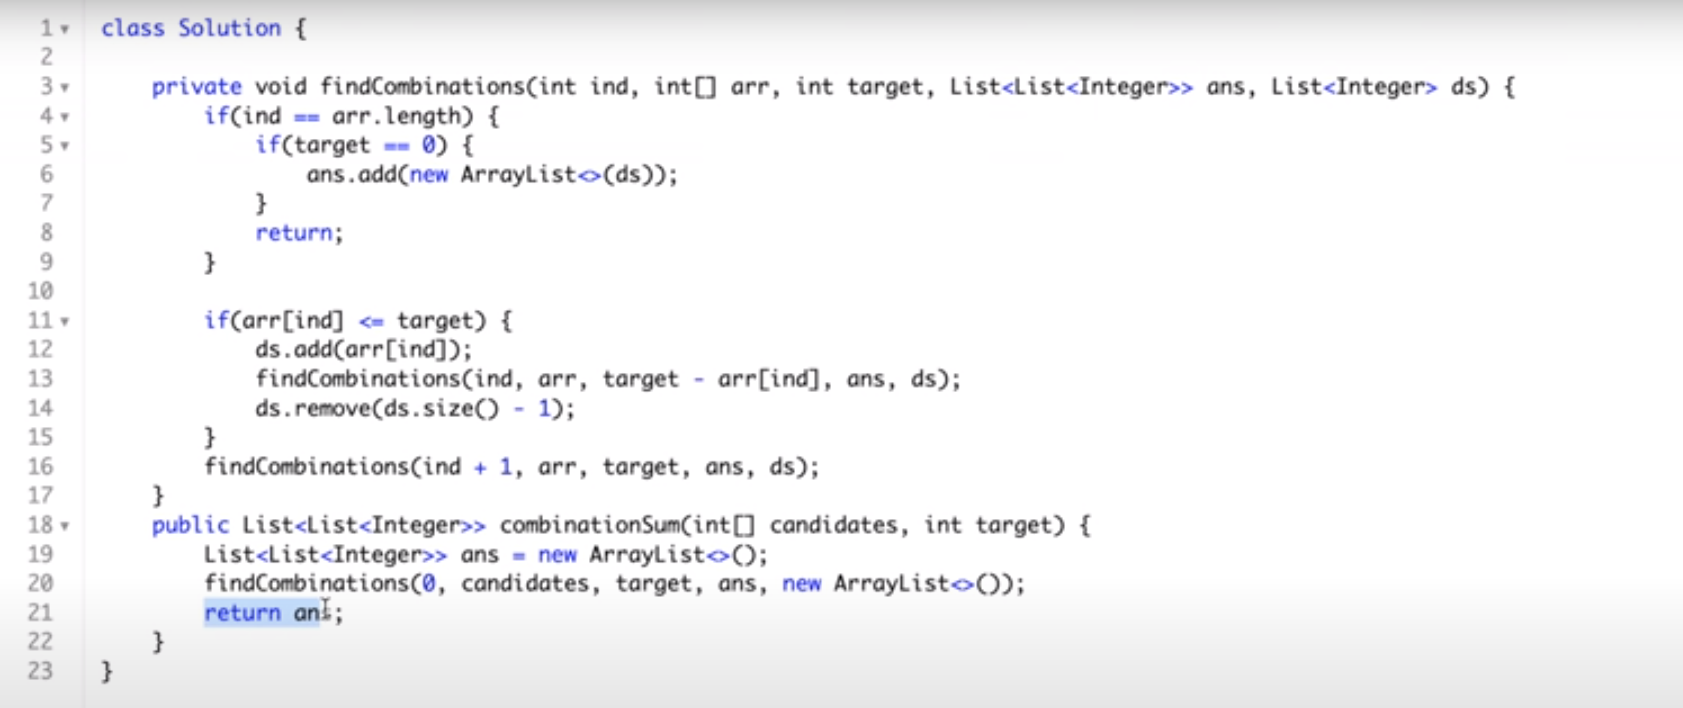 1 class Solution {
2
3 private void findCombinations(int ind, int[] arr, int target, List<List<Integer>> ans, List<Integer> ds) {
4 if(ind == arr.length) {
5 if(target == 0) {
6 ans.add(new ArrayList<>(ds));
7 }
8 return;
9 }
10
11 if(arr[ind] <= target) {
12 ds.add(arr[ind]);
13 findCombinations(ind, arr, target - arr[ind], ans, ds);
14 ds.remove(ds.size() - 1);
15 }
16 findCombinations(ind + 1, arr, target, ans, ds);
17 }
18 public List<List<Integer>> combinationSum(int[] candidates, int target) {
19 List<List<Integer>> ans = new ArrayList<>();
20 findCombinations(0, candidates, target, ans, new ArrayList<>());
21 return ans;
22 }
23 }